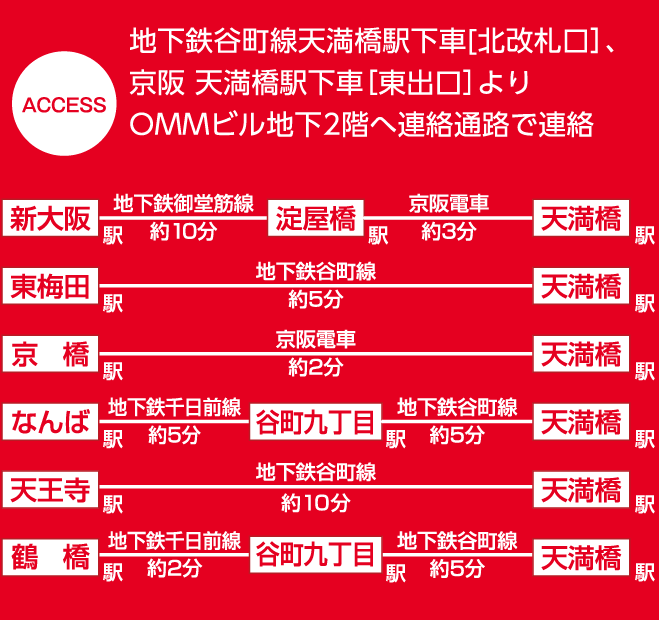 ACCESS
地下鉄谷町線天満橋駅下車[北改札口]、
京阪 天満橋駅下車[東出口]より
OMMビル地下2階へ連絡通路で連絡
新大阪駅 地下鉄御堂筋線 約10分 淀屋橋駅 京阪電車 約3分 天満橋駅
東梅田駅 地下鉄谷町線 約5分 天満橋駅
京 橋駅 京阪電車 約2分 天満橋駅
なんば駅 地下鉄千日前線 約5分 谷町九丁目駅 地下鉄谷町線 約5分 天満橋駅
天王寺駅 地下鉄谷町線 約10分 天満橋駅
鶴 橋駅 地下鉄千日前線 約2分 谷町九丁目駅 地下鉄谷町線 約5分 天満橋駅